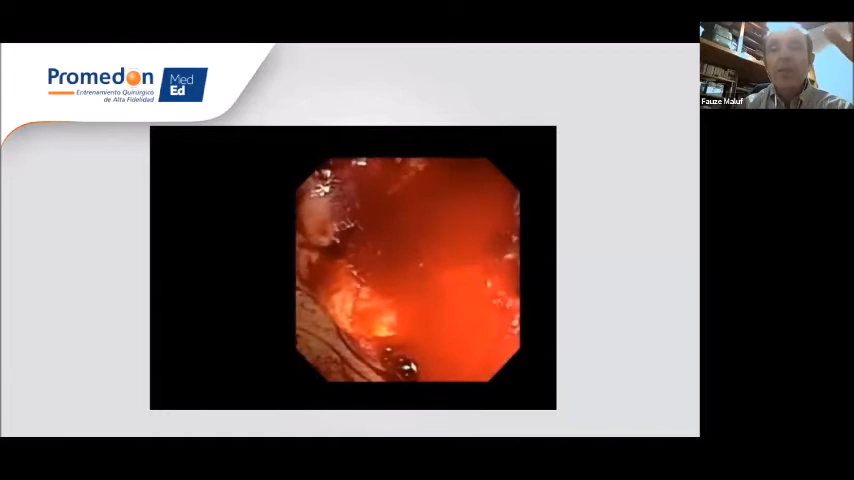 Promedon
Med
Ed
Entrenamiento Quirúrgico
de Alta Fidelidad
Fauze Maluf